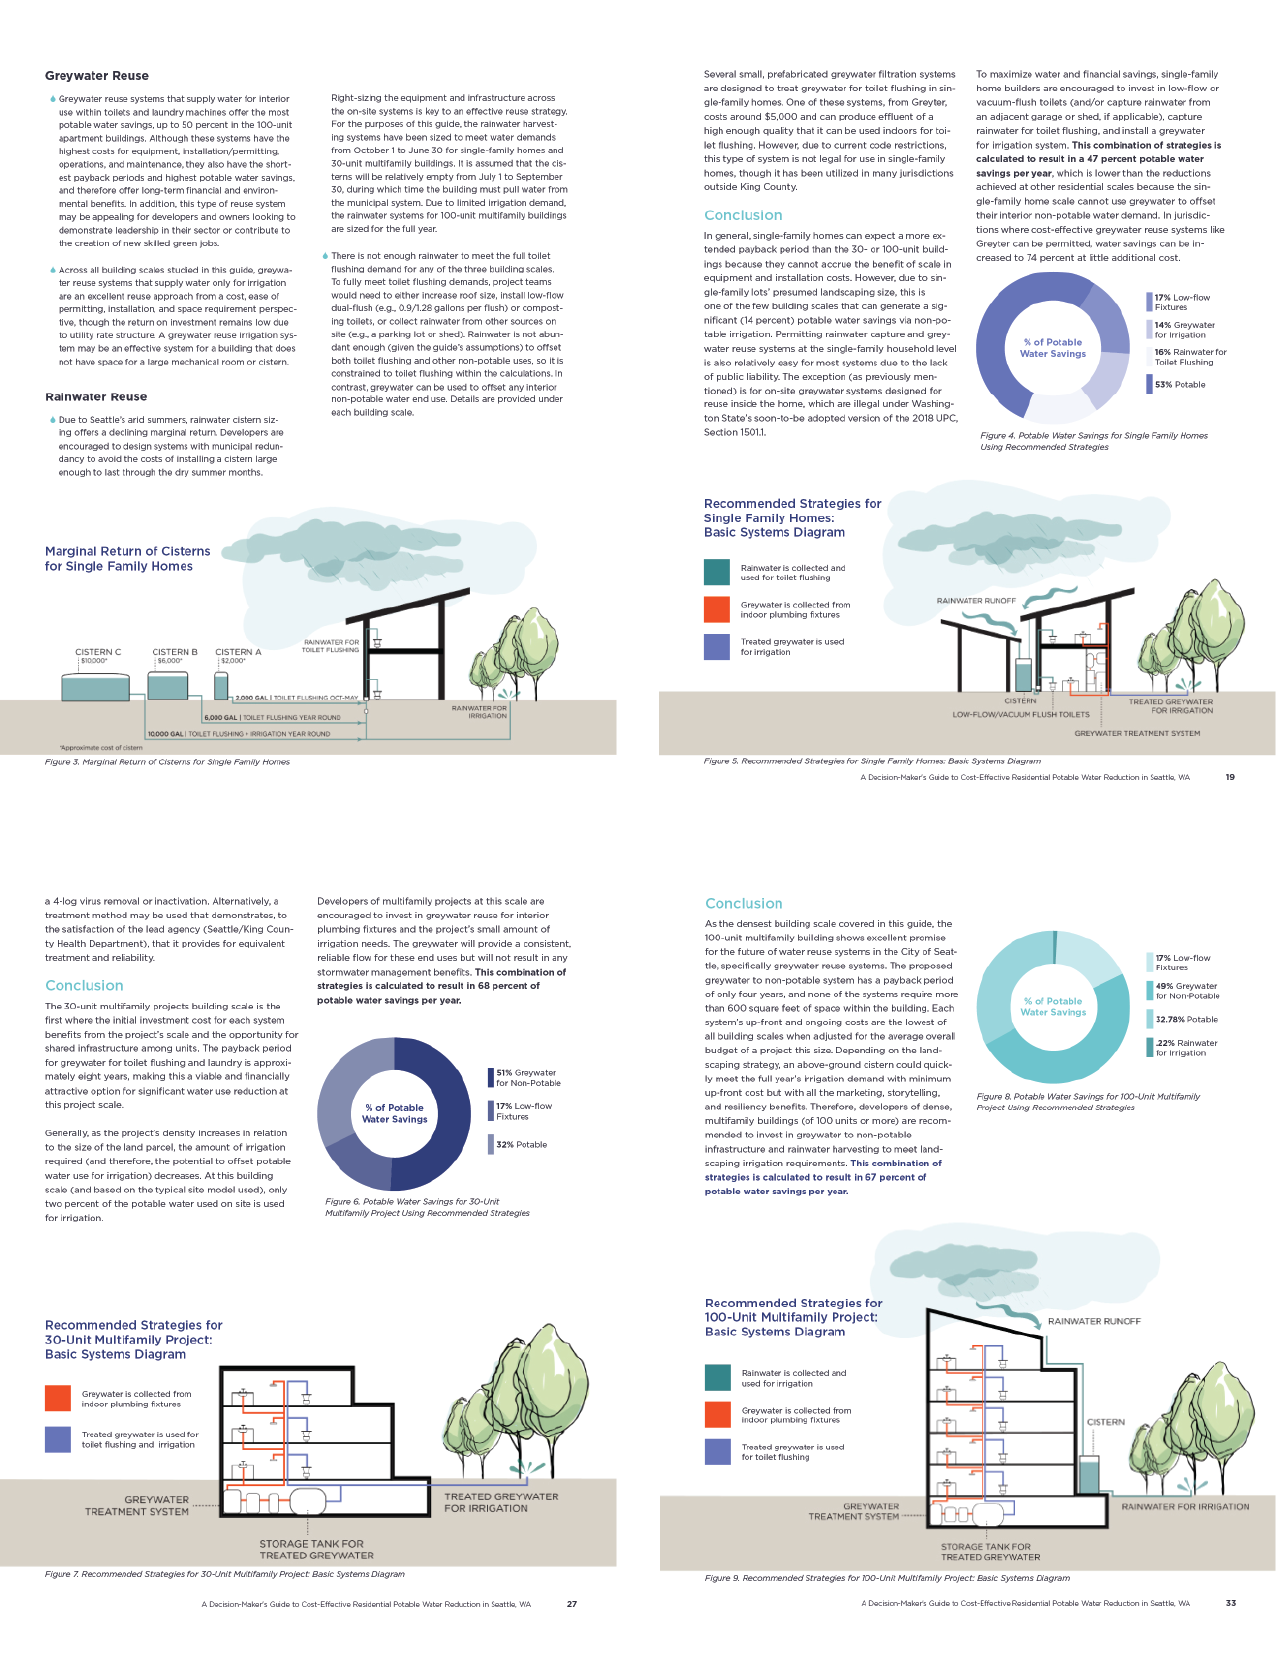 Greywater Reuse
Greywater reuse systems that supply water for interior
use within toilets and laundry machines offer the most
potable water savings, up to 50 percent in the 100-unit
apartment buildings. Although these systems have the
highest costs for equipment, installation/permitting,
operations, and maintenance, they also have the short-
est payback periods and highest potable water savings,
and therefore offer long-term financial and environ-
mental benefits. In addition, this type of reuse system
may be appealing for developers and owners looking to
demonstrate leadership in their sector or contribute to
the creation of new skilled green jobs.
Across all building scales studied in this guide, greywa-
ter reuse systems that supply water only for irrigation
are an excellent reuse approach from a cost, ease of
permitting, installation, and space requirement perspec-
tive, though the return on investment remains low due
to utility rate structure. A greywater reuse irrigation sys-
tem may be an effective system for a building that does
not have space for a large mechanical room or cistern.
Rainwater Reuse
Due to Seattle's arid summers, rainwater cistern siz-
ing offers a declining marginal return. Developers are
encouraged to design systems with municipal redun-
dancy to avoid the costs of installing a cistern large
enough to last through the dry summer months.
Right-sizing the equipment and infrastructure across
the on-site systems is key to an effective reuse strategy.
For the purposes of this guide, the rainwater harvest-
ing systems have been sized to meet water demands
from October 1 to June 30 for single-family homes and
30-unit multifamily buildings. It is assumed that the cis-
terns will be relatively empty from July 1 to September
30, during which time the building must pull water from
the municipal system. Due to limited irrigation demand,
the rainwater systems for 100-unit multifamily buildings
are sized for the full year.
There is not enough rainwater to meet the full toilet
flushing demand for any of the three building scales.
To fully meet toilet flushing demands, project teams
would need to either increase roof size, install low-flow
dual-flush (e.g., 0.9/1.28 gallons per flush) or compost-
ing toilets, or collect rainwater from other sources on
site (e.g., a parking lot or shed). Rainwater is not abun-
dant enough (given the guide's assumptions) to offset
both toilet flushing and other non-potable uses, so it is
constrained to toilet flushing within the calculations. In
contrast, greywater can be used to offset any interior
non-potable water end use. Details are provided under
each building scale.
Marginal Return of Cisterns
for Single Family Homes
CISTERN C
$10,000*
CISTERN B
$6,000*
CISTERN A
$2,000*
RAINWATER FOR
TOILET FLUSHING
2,000 GAL | TOILET FLUSHING OCT-MAY
6,000 GAL | TOILET FLUSHING YEAR ROUND
10,000 GAL | TOILET FLUSHING + IRRIGATION YEAR ROUND
RAINWATER FOR
IRRIGATION
*Approximate cost of cistern
Figure 3. Marginal Return of Cisterns for Single Family Homes
Several small, prefabricated greywater filtration systems
are designed to treat greywater for toilet flushing in sin-
gle-family homes. One of these systems, from Greyter,
costs around $5,000 and can produce effluent of a
high enough quality that it can be used indoors for toi-
let flushing. However, due to current code restrictions,
this type of system is not legal for use in single-family
homes, though it has been utilized in many jurisdictions
outside King County.
Conclusion
In general, single-family homes can expect a more ex-
tended payback period than the 30- or 100-unit build-
ings because they cannot accrue the benefit of scale in
equipment and installation costs. However, due to sin-
gle-family lots' presumed landscaping size, this is
one of the few building scales that can generate a sig-
nificant (14 percent) potable water savings via non-po-
table irrigation. Permitting rainwater capture and grey-
water reuse systems at the single-family household level
is also relatively easy for most systems due to the lack
of public liability. The exception (as previously men-
tioned) is for on-site greywater systems designed for
reuse inside the home, which are illegal under Washing-
ton State's soon-to-be adopted version of the 2018 UPC,
Section 1501.1.
To maximize water and financial savings, single-family
home builders are encouraged to invest in low-flow or
vacuum-flush toilets (and/or capture rainwater from
an adjacent garage or shed, if applicable), capture
rainwater for toilet flushing, and install a greywater
for irrigation system. This combination of strategies is
calculated to result in a 47 percent potable water
savings per year, which is lower than the reductions
achieved at other residential scales because the sin-
gle-family home scale cannot use greywater to offset
their interior non-potable water demand. In jurisdic-
tions where cost-effective greywater reuse systems like
Greyter can be permitted, water savings can be in-
creased to 74 percent at little additional cost.
% of Potable
Water Savings
17% Low-flow
Fixtures
14% Greywater
for Irrigation
16% Rainwater for
Toilet Flushing
53% Potable
Figure 4. Potable Water Savings for Single Family Homes
Using Recommended Strategies
Recommended Strategies for
Single Family Homes:
Basic Systems Diagram
Rainwater is collected and
used for toilet flushing
Greywater is collected from
indoor plumbing fixtures
Treated greywater is used
for irrigation
RAINWATER RUNOFF
CISTERN
LOW-FLOW/VACUUM FLUSH TOILETS
TREATED GREYWATER
FOR IRRIGATION
GREYWATER TREATMENT SYSTEM
Figure 5. Recommended Strategies for Single Family Homes: Basic Systems Diagram
A Decision-Maker's Guide to Cost-Effective Residential Potable Water Reduction in Seattle, WA 19
a 4-log virus removal or inactivation. Alternatively, a
treatment method may be used that demonstrates, to
the satisfaction of the lead agency (Seattle/King Coun-
ty Health Department), that it provides for equivalent
treatment and reliability.
Conclusion
The 30-unit multifamily projects building scale is the
first where the initial investment cost for each system
benefits from the project's scale and the opportunity for
shared infrastructure among units. The payback period
for greywater for toilet flushing and laundry is approxi-
mately eight years, making this a viable and financially
attractive option for significant water use reduction at
this project scale.
Generally, as the project's density increases in relation
to the size of the land parcel, the amount of irrigation
required (and therefore, the potential to offset potable
water use for irrigation) decreases. At this building
scale (and based on the typical site model used), only
two percent of the potable water used on site is used
for irrigation.
Developers of multifamily projects at this scale are
encouraged to invest in greywater reuse for interior
plumbing fixtures and the project's small amount of
irrigation needs. The greywater will provide a consistent,
reliable flow for these end uses but will not result in any
stormwater management benefits. This combination of
strategies is calculated to result in 68 percent of
potable water savings per year.
% of Potable
Water Savings
51% Greywater
for Non-Potable
17% Low-flow
Fixtures
32% Potable
Figure 6. Potable Water Savings for 30-Unit
Multifamily Project Using Recommended Strategies
Recommended Strategies for
30-Unit Multifamily Project:
Basic Systems Diagram
Greywater is collected from
indoor plumbing fixtures
Treated greywater is used for
toilet flushing and irrigation
GREYWATER
TREATMENT SYSTEM
TREATED GREYWATER
FOR IRRIGATION
STORAGE TANK FOR
TREATED GREYWATER
Figure 7. Recommended Strategies for 30-Unit Multifamily Project: Basic Systems Diagram
A Decision-Maker's Guide to Cost-Effective Residential Potable Water Reduction in Seattle, WA 27
Conclusion
As the densest building scale covered in this guide, the
100-unit multifamily building shows excellent promise
for the future of water reuse systems in the City of Seat-
tle, specifically greywater reuse systems. The proposed
greywater to non-potable system has a payback period
of only four years, and none of the systems require more
than 600 square feet of space within the building. Each
system's up-front and ongoing costs are the lowest of
all building scales when adjusted for the average overall
budget of a project this size. Depending on the land-
scaping strategy, an above-ground cistern could quick-
ly meet the full year's irrigation demand with minimum
up-front cost but with all the marketing, storytelling,
and resiliency benefits. Therefore, developers of dense,
multifamily buildings (of 100 units or more) are recom-
mended to invest in greywater to non-potable
infrastructure and rainwater harvesting to meet land-
scaping irrigation requirements. This combination of
strategies is calculated to result in 67 percent of
potable water savings per year.
% of Potable
Water Savings
17% Low-flow
Fixtures
49% Greywater
for Non-Potable
32.78% Potable
.22% Rainwater
for Irrigation
Figure 8. Potable Water Savings for 100-Unit Multifamily
Project Using Recommended Strategies
Recommended Strategies for
100-Unit Multifamily Project:
Basic Systems Diagram
Rainwater is collected and
used for irrigation
Greywater is collected from
indoor plumbing fixtures
Treated greywater is used
for toilet flushing
RAINWATER RUNOFF
CISTERN
GREYWATER
TREATMENT SYSTEM
RAINWATER FOR IRRIGATION
STORAGE TANK FOR
TREATED GREYWATER
Figure 9. Recommended Strategies for 100-Unit Multifamily Project: Basic Systems Diagram
A Decision-Maker's Guide to Cost-Effective Residential Potable Water Reduction in Seattle, WA 33